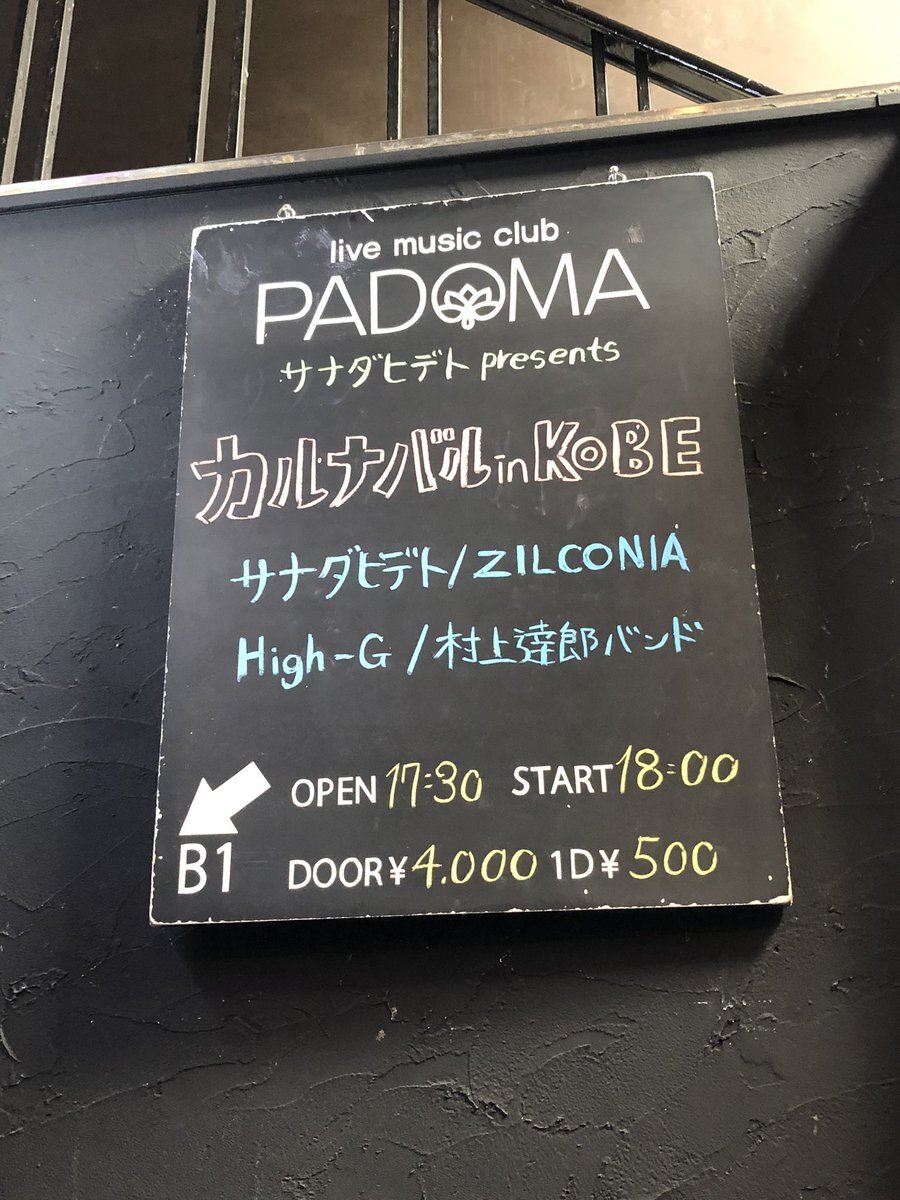 live music club
PADOMA
サナダヒデト presents
カルナバル in KOBE
サナダヒデト/ZILCONIA
High-G/村上達郎バンド
OPEN 17:30 START 18:00
B1 DOOR¥4.000 1D¥500